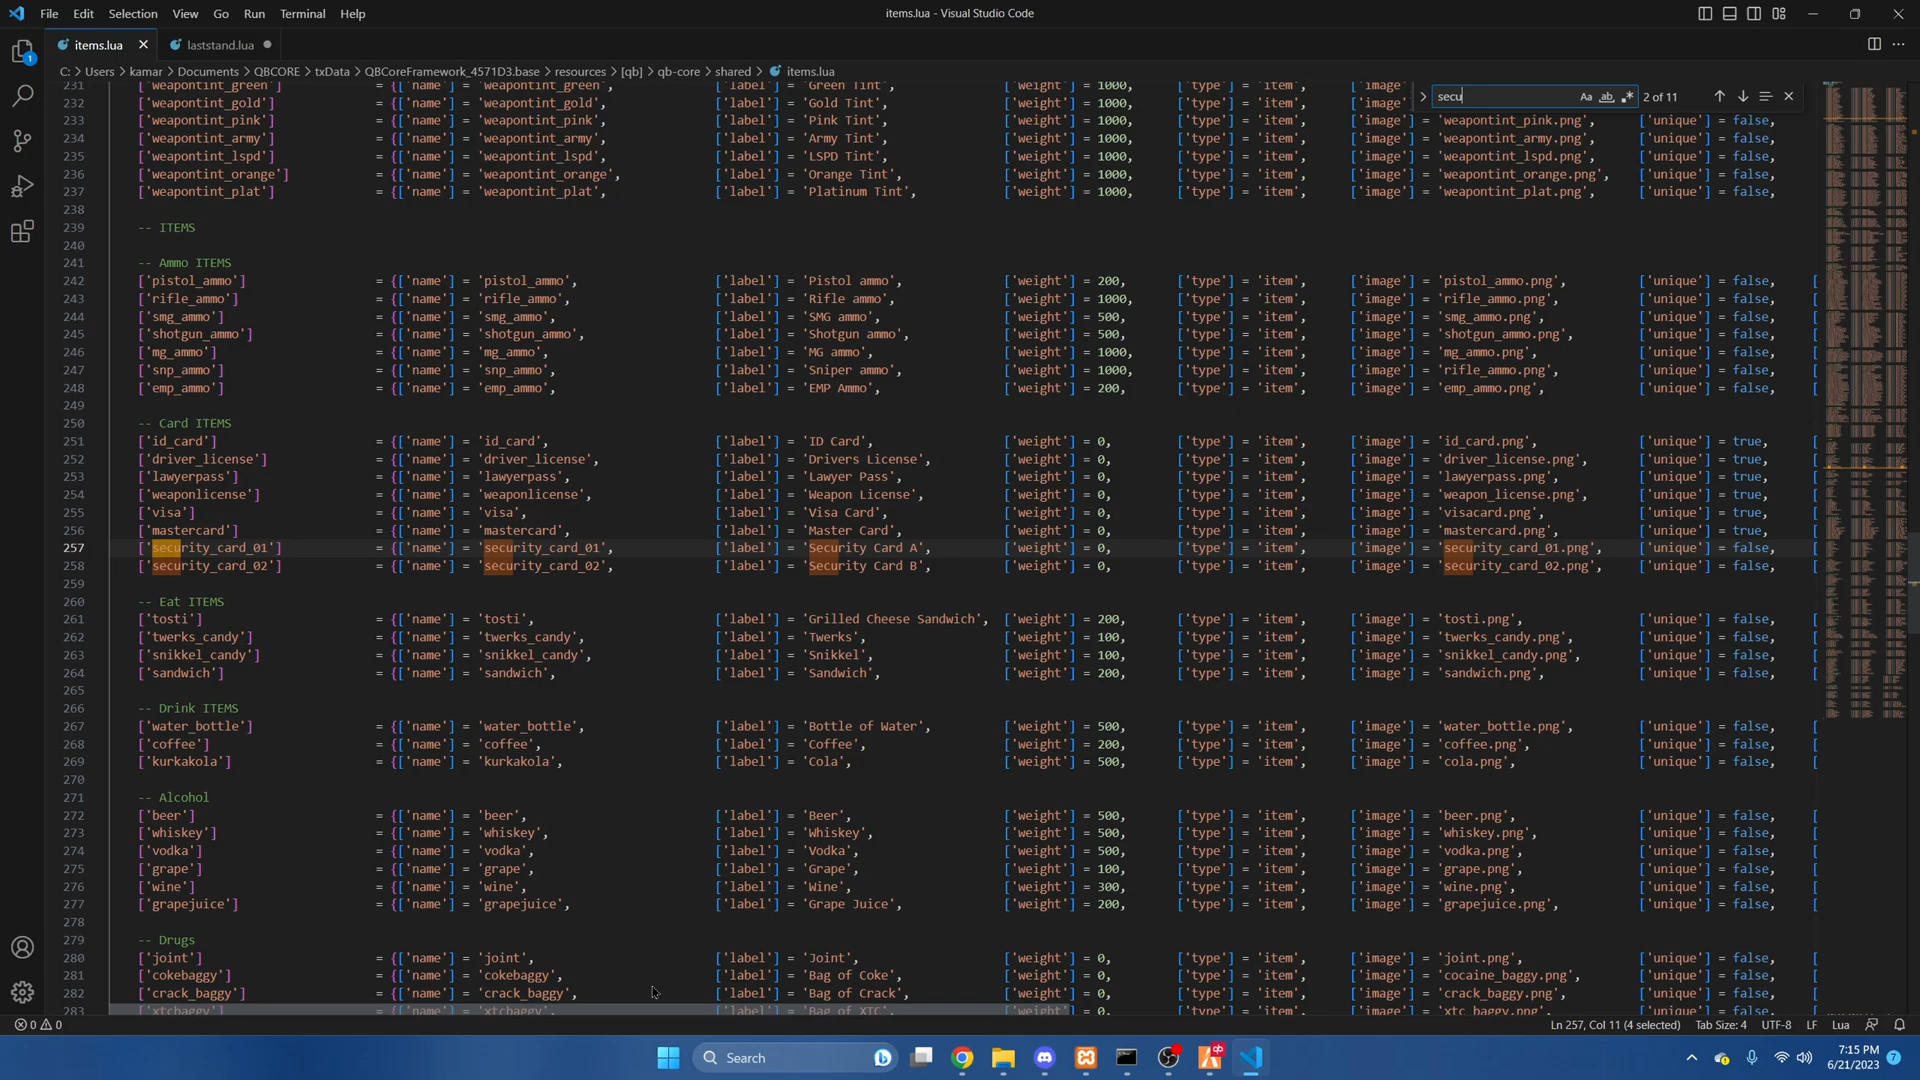 File Edit Selection View Go Run Terminal Help
items.lua - Visual Studio Code
items.lua
laststand.lua
C: > Users > kamar > Documents > QBCORE > txData > QBCoreFramework_4571D3.base > resources > [qb] > qb-core > shared > items.lua
secu Aa ab .* 2 of 11
231 ['weapontint_green'] = {['name'] = 'weapontint_green', ['label'] = 'Green Tint', ['weight'] = 1000, ['type'] = 'item', ['image']
232 ['weapontint_gold'] = {['name'] = 'weapontint_gold', ['label'] = 'Gold Tint', ['weight'] = 1000, ['type'] = 'item', ['image']
233 ['weapontint_pink'] = {['name'] = 'weapontint_pink', ['label'] = 'Pink Tint', ['weight'] = 1000, ['type'] = 'item', ['image'] = 'weapontint_pink.png', ['unique'] = false,
234 ['weapontint_army'] = {['name'] = 'weapontint_army', ['label'] = 'Army Tint', ['weight'] = 1000, ['type'] = 'item', ['image'] = 'weapontint_army.png', ['unique'] = false,
235 ['weapontint_lspd'] = {['name'] = 'weapontint_lspd', ['label'] = 'LSPD Tint', ['weight'] = 1000, ['type'] = 'item', ['image'] = 'weapontint_lspd.png', ['unique'] = false,
236 ['weapontint_orange'] = {['name'] = 'weapontint_orange', ['label'] = 'Orange Tint', ['weight'] = 1000, ['type'] = 'item', ['image'] = 'weapontint_orange.png', ['unique'] = false,
237 ['weapontint_plat'] = {['name'] = 'weapontint_plat', ['label'] = 'Platinum Tint', ['weight'] = 1000, ['type'] = 'item', ['image'] = 'weapontint_plat.png', ['unique'] = false,
238
239 -- ITEMS
240
241 -- Ammo ITEMS
242 ['pistol_ammo'] = {['name'] = 'pistol_ammo', ['label'] = 'Pistol ammo', ['weight'] = 200, ['type'] = 'item', ['image'] = 'pistol_ammo.png', ['unique'] = false, [
243 ['rifle_ammo'] = {['name'] = 'rifle_ammo', ['label'] = 'Rifle ammo', ['weight'] = 1000, ['type'] = 'item', ['image'] = 'rifle_ammo.png', ['unique'] = false, [
244 ['smg_ammo'] = {['name'] = 'smg_ammo', ['label'] = 'SMG ammo', ['weight'] = 500, ['type'] = 'item', ['image'] = 'smg_ammo.png', ['unique'] = false, [
245 ['shotgun_ammo'] = {['name'] = 'shotgun_ammo', ['label'] = 'Shotgun ammo', ['weight'] = 500, ['type'] = 'item', ['image'] = 'shotgun_ammo.png', ['unique'] = false, [
246 ['mg_ammo'] = {['name'] = 'mg_ammo', ['label'] = 'MG ammo', ['weight'] = 1000, ['type'] = 'item', ['image'] = 'mg_ammo.png', ['unique'] = false, [
247 ['snp_ammo'] = {['name'] = 'snp_ammo', ['label'] = 'Sniper ammo', ['weight'] = 1000, ['type'] = 'item', ['image'] = 'rifle_ammo.png', ['unique'] = false, [
248 ['emp_ammo'] = {['name'] = 'emp_ammo', ['label'] = 'EMP Ammo', ['weight'] = 200, ['type'] = 'item', ['image'] = 'emp_ammo.png', ['unique'] = false, [
249
250 -- Card ITEMS
251 ['id_card'] = {['name'] = 'id_card', ['label'] = 'ID Card', ['weight'] = 0, ['type'] = 'item', ['image'] = 'id_card.png', ['unique'] = true, [
252 ['driver_license'] = {['name'] = 'driver_license', ['label'] = 'Drivers License', ['weight'] = 0, ['type'] = 'item', ['image'] = 'driver_license.png', ['unique'] = true, [
253 ['lawyerpass'] = {['name'] = 'lawyerpass', ['label'] = 'Lawyer Pass', ['weight'] = 0, ['type'] = 'item', ['image'] = 'lawyerpass.png', ['unique'] = true, [
254 ['weaponlicense'] = {['name'] = 'weaponlicense', ['label'] = 'Weapon License', ['weight'] = 0, ['type'] = 'item', ['image'] = 'weapon_license.png', ['unique'] = true, [
255 ['visa'] = {['name'] = 'visa', ['label'] = 'Visa Card', ['weight'] = 0, ['type'] = 'item', ['image'] = 'visacard.png', ['unique'] = true, [
256 ['mastercard'] = {['name'] = 'mastercard', ['label'] = 'Master Card', ['weight'] = 0, ['type'] = 'item', ['image'] = 'mastercard.png', ['unique'] = true, [
257 ['security_card_01'] = {['name'] = 'security_card_01', ['label'] = 'Security Card A', ['weight'] = 0, ['type'] = 'item', ['image'] = 'security_card_01.png', ['unique'] = false, [
258 ['security_card_02'] = {['name'] = 'security_card_02', ['label'] = 'Security Card B', ['weight'] = 0, ['type'] = 'item', ['image'] = 'security_card_02.png', ['unique'] = false, [
259
260 -- Eat ITEMS
261 ['tosti'] = {['name'] = 'tosti', ['label'] = 'Grilled Cheese Sandwich', ['weight'] = 200, ['type'] = 'item', ['image'] = 'tosti.png', ['unique'] = false, [
262 ['twerks_candy'] = {['name'] = 'twerks_candy', ['label'] = 'Twerks', ['weight'] = 100, ['type'] = 'item', ['image'] = 'twerks_candy.png', ['unique'] = false, [
263 ['snikkel_candy'] = {['name'] = 'snikkel_candy', ['label'] = 'Snikkel', ['weight'] = 100, ['type'] = 'item', ['image'] = 'snikkel_candy.png', ['unique'] = false, [
264 ['sandwich'] = {['name'] = 'sandwich', ['label'] = 'Sandwich', ['weight'] = 200, ['type'] = 'item', ['image'] = 'sandwich.png', ['unique'] = false, [
265
266 -- Drink ITEMS
267 ['water_bottle'] = {['name'] = 'water_bottle', ['label'] = 'Bottle of Water', ['weight'] = 500, ['type'] = 'item', ['image'] = 'water_bottle.png', ['unique'] = false, [
268 ['coffee'] = {['name'] = 'coffee', ['label'] = 'Coffee', ['weight'] = 200, ['type'] = 'item', ['image'] = 'coffee.png', ['unique'] = false, [
269 ['kurkakola'] = {['name'] = 'kurkakola', ['label'] = 'Cola', ['weight'] = 500, ['type'] = 'item', ['image'] = 'cola.png', ['unique'] = false, [
270
271 -- Alcohol
272 ['beer'] = {['name'] = 'beer', ['label'] = 'Beer', ['weight'] = 500, ['type'] = 'item', ['image'] = 'beer.png', ['unique'] = false, [
273 ['whiskey'] = {['name'] = 'whiskey', ['label'] = 'Whiskey', ['weight'] = 500, ['type'] = 'item', ['image'] = 'whiskey.png', ['unique'] = false, [
274 ['vodka'] = {['name'] = 'vodka', ['label'] = 'Vodka', ['weight'] = 500, ['type'] = 'item', ['image'] = 'vodka.png', ['unique'] = false, [
275 ['grape'] = {['name'] = 'grape', ['label'] = 'Grape', ['weight'] = 100, ['type'] = 'item', ['image'] = 'grape.png', ['unique'] = false, [
276 ['wine'] = {['name'] = 'wine', ['label'] = 'Wine', ['weight'] = 300, ['type'] = 'item', ['image'] = 'wine.png', ['unique'] = false, [
277 ['grapejuice'] = {['name'] = 'grapejuice', ['label'] = 'Grape Juice', ['weight'] = 200, ['type'] = 'item', ['image'] = 'grapejuice.png', ['unique'] = false, [
278
279 -- Drugs
280 ['joint'] = {['name'] = 'joint', ['label'] = 'Joint', ['weight'] = 0, ['type'] = 'item', ['image'] = 'joint.png', ['unique'] = false, [
281 ['cokebaggy'] = {['name'] = 'cokebaggy', ['label'] = 'Bag of Coke', ['weight'] = 0, ['type'] = 'item', ['image'] = 'cocaine_baggy.png', ['unique'] = false, [
282 ['crack_baggy'] = {['name'] = 'crack_baggy', ['label'] = 'Bag of Crack', ['weight'] = 0, ['type'] = 'item', ['image'] = 'crack_baggy.png', ['unique'] = false, [
283 ['xtcbaggy'] = {['name'] = 'xtcbaggy', ['label'] = 'Bag of XTC', ['weight'] = 0, ['type'] = 'item', ['image'] = 'xtc_baggy.png', ['unique'] = false, [
0 0 Ln 257, Col 11 (4 selected) Tab Size: 4 UTF-8 LF Lua
Search
7:15 PM
6/21/2023
7